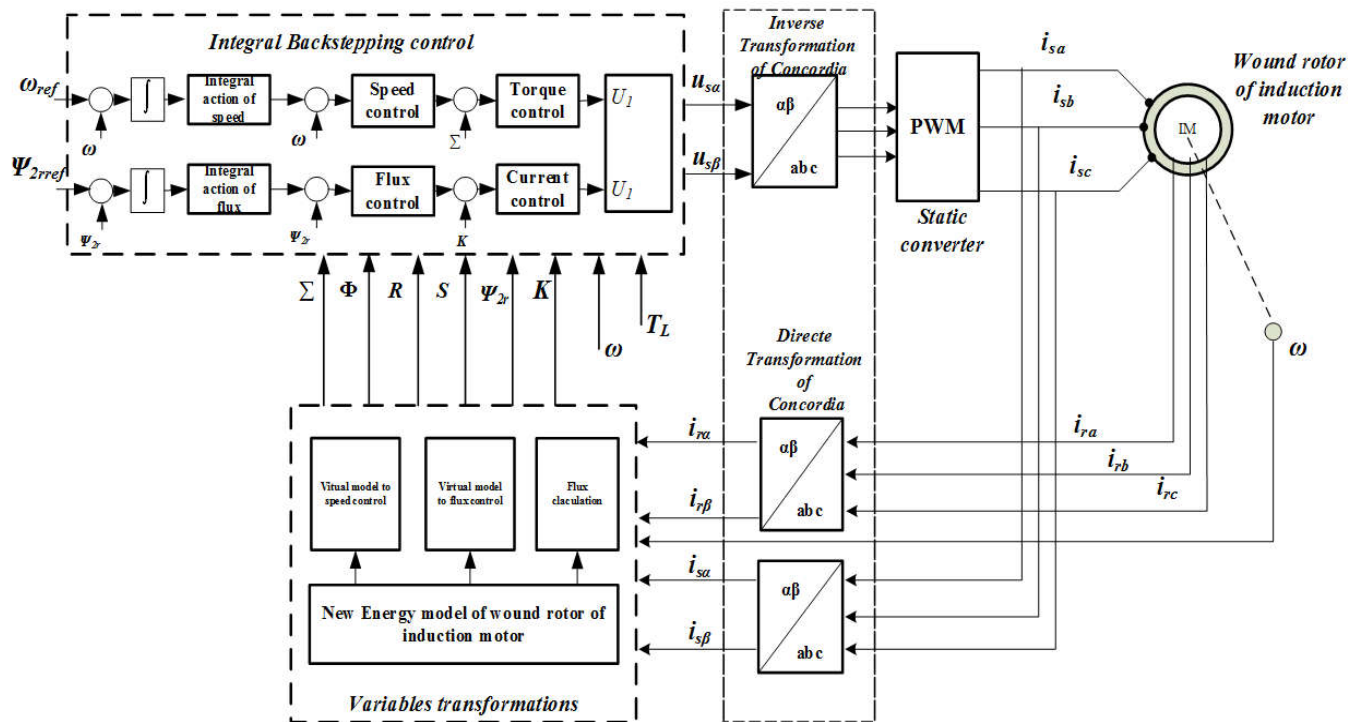 Integral Backstepping control
ω_ref
∫
Integral
action of
speed
Speed
control
Torque
control
U_1
ω
ω
Σ
Ψ_2rref
∫
Integral
action of
flux
Flux
control
Current
control
U_1
Ψ_2r
Ψ_2r
K
u_sα
u_sβ
Inverse
Transformation
of Concordia
αβ
abc
PWM
Static
converter
i_sa
i_sb
i_sc
Wound rotor
of induction
motor
IM
ω
Σ
Φ
R
S
Ψ_2r
K
ω
T_L
Directe
Transformation
of
Concordia
αβ
abc
i_ra
i_rb
i_rc
i_rα
i_rβ
αβ
abc
i_sα
i_sβ
Vitual model to
speed control
Virtual model
to flux control
Flux
claculation
New Energy model of wound rotor of
induction motor
Variables transformations